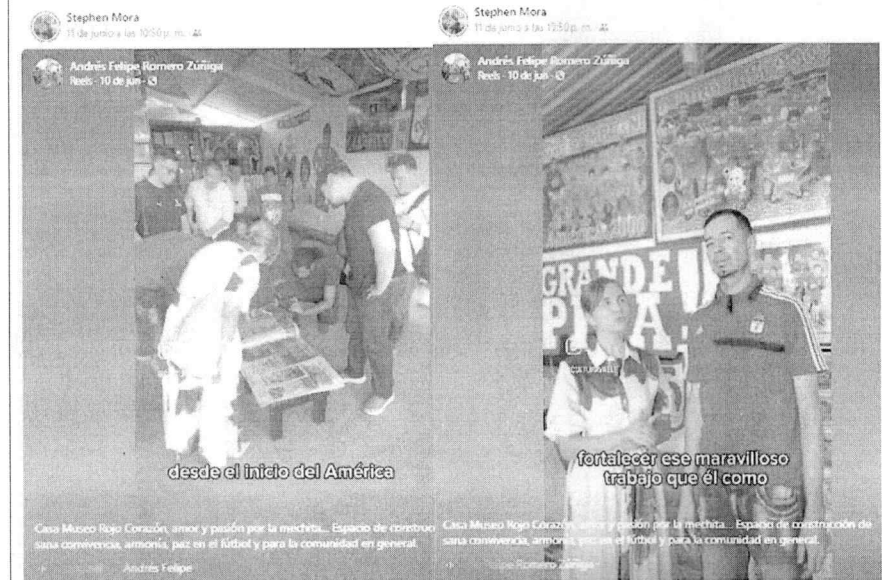 Stephen Mora
11 de junio a las 10:50 p. m.
Andrés Felipe Romero Zúñiga
Reels · 10 de jun ·
desde el inicio del América
Casa Museo Rojo Corazón, amor y pasión por la mechita... Espacio de construc
sana convivencia, armonía, paz en el fútbol y para la comunidad en general.
Andrés Felipe
Stephen Mora
11 de junio a las 10:50 p. m.
Andrés Felipe Romero Zúñiga
Reels · 10 de jun ·
GRANDE
fortalecer ese maravilloso
trabajo que él como
Casa Museo Rojo Corazón, amor y pasión por la mechita... Espacio de construcción de
sana convivencia, armonía, paz en el fútbol y para la comunidad en general.
Felipe Romero Zúñiga